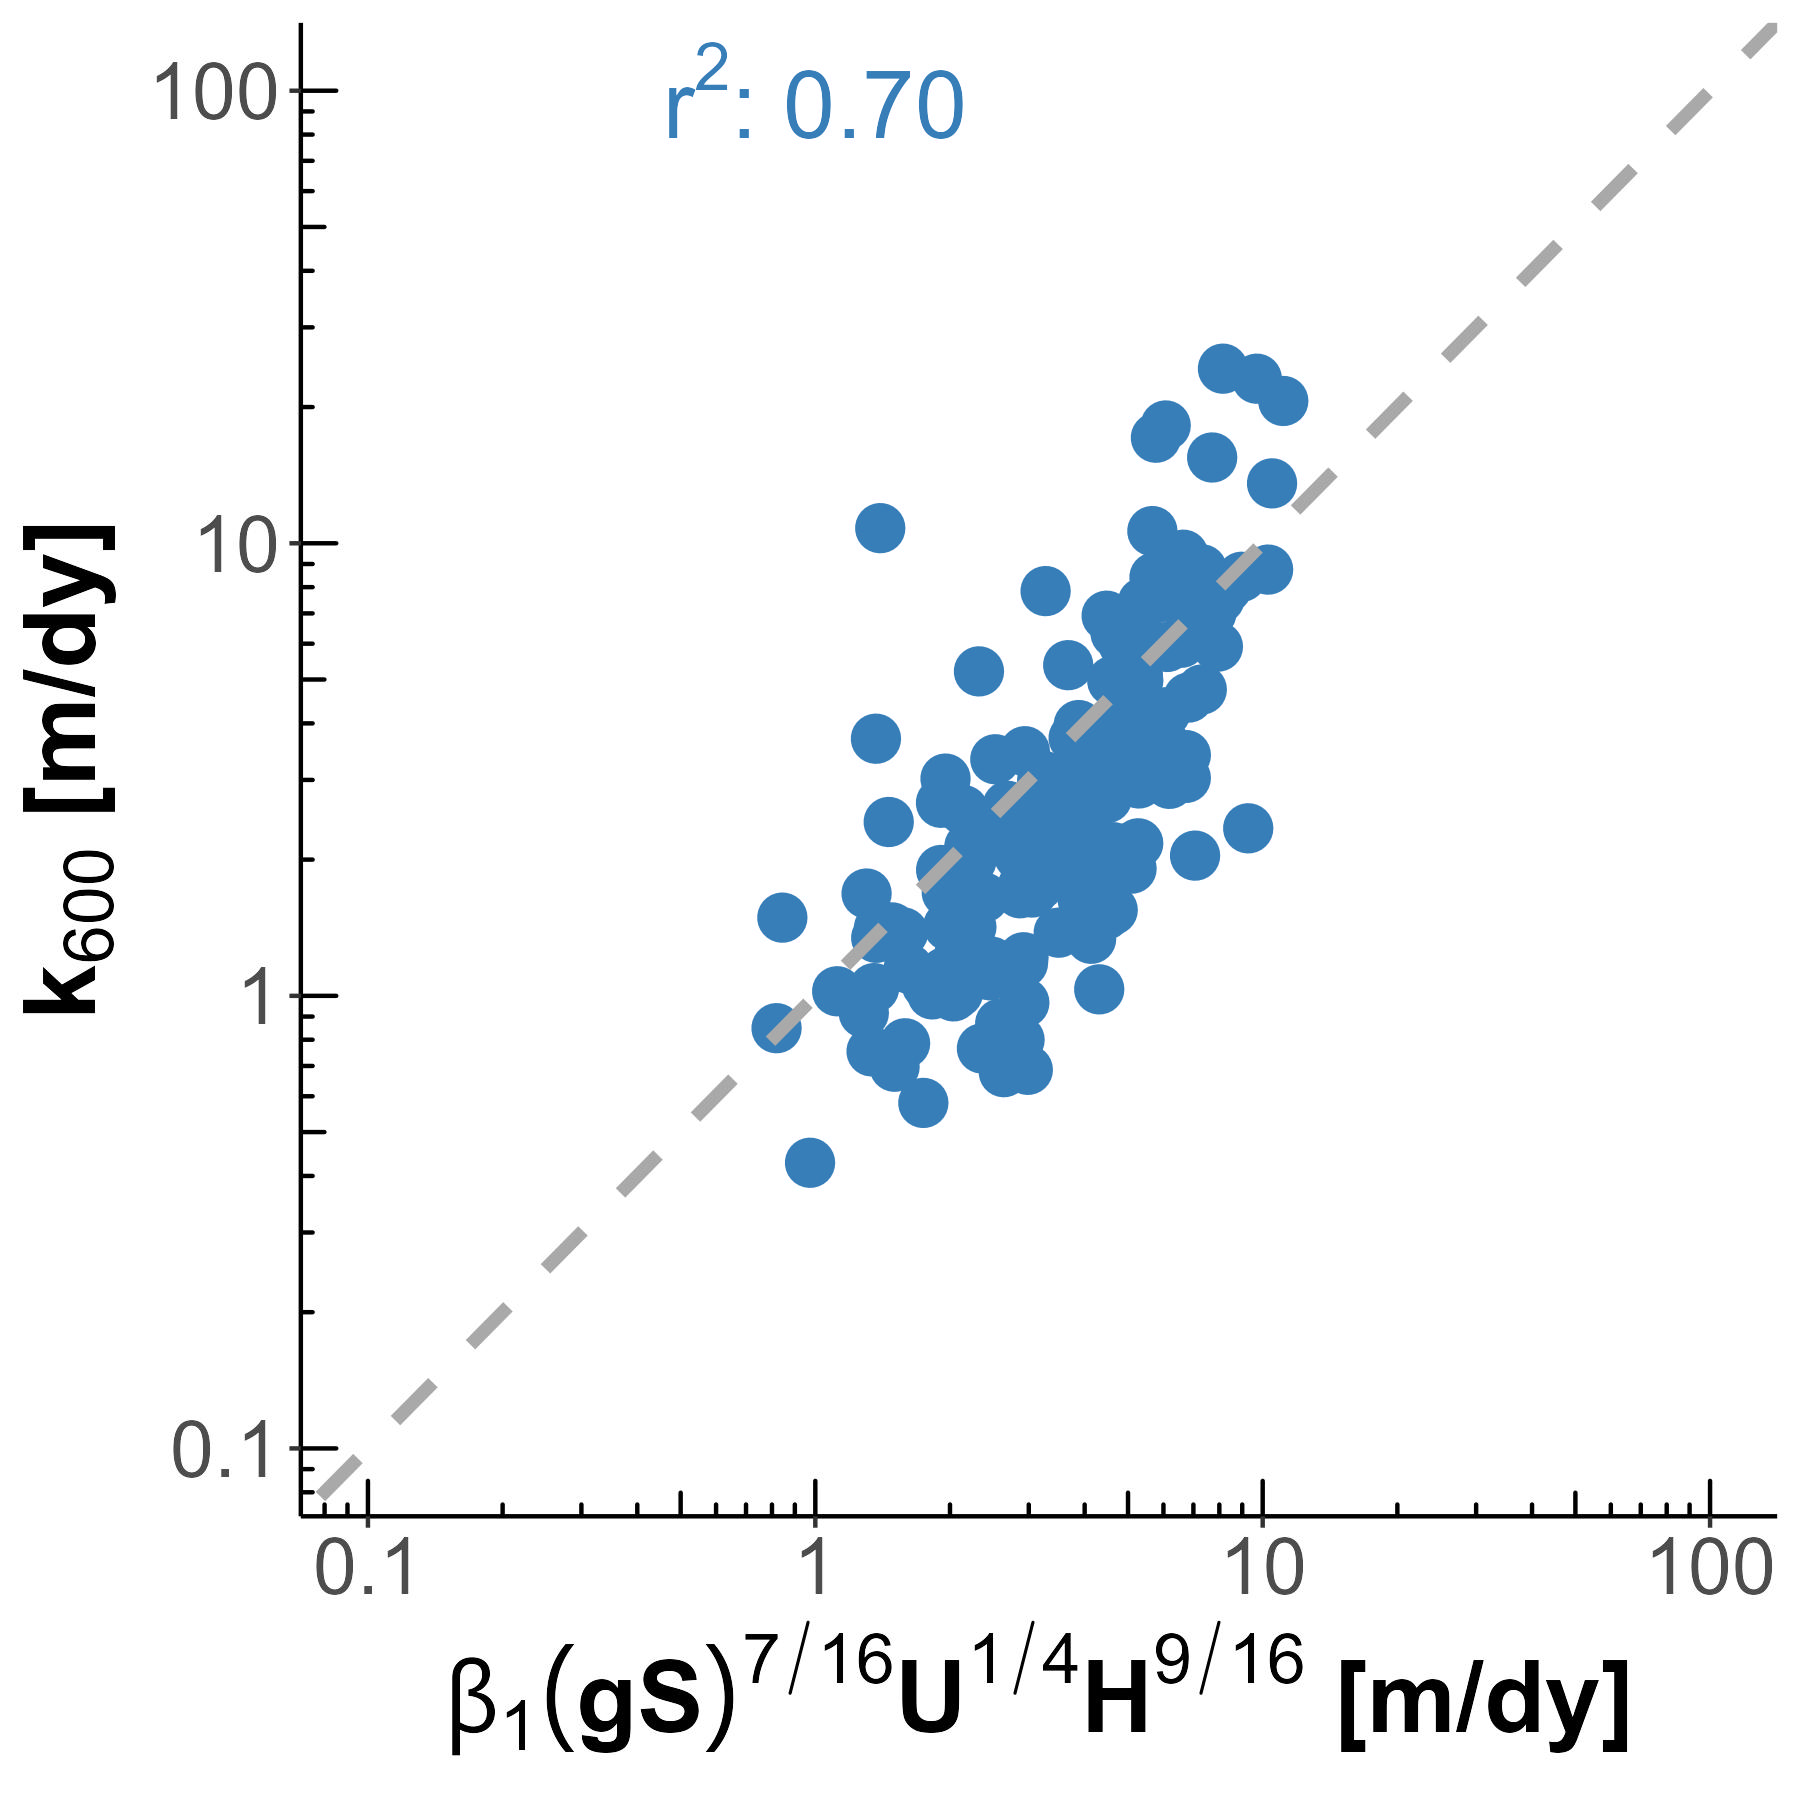 r²: 0.70
k₆₀₀ [m/dy]
100
10
1
0.1
0.1 1 10 100
β₁(gS)⁷/¹⁶U¹/⁴H⁹/¹⁶ [m/dy]